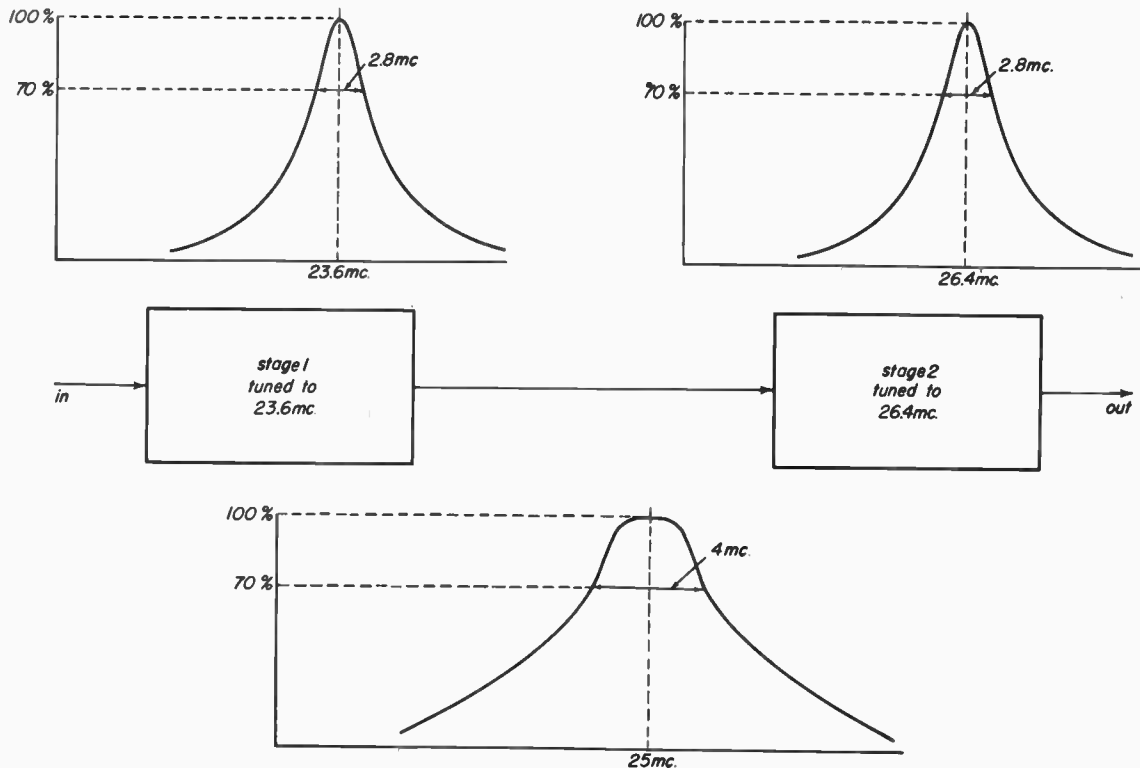 100%
2.8mc
70%
23.6mc.
100%
2.8mc.
70%
26.4mc.
in
stage 1
tuned to
23.6mc.
stage 2
tuned to
26.4mc.
out
100%
4mc.
70%
25mc.